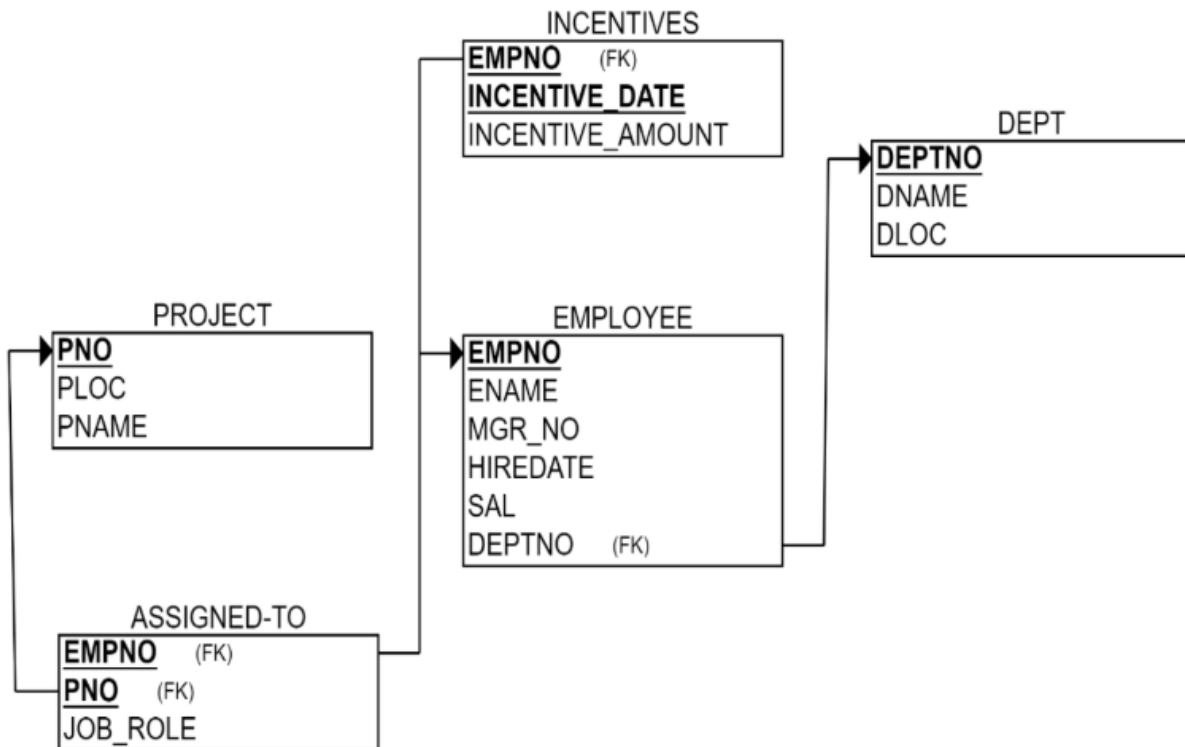 INCENTIVES
EMPNO (FK)
INCENTIVE_DATE
INCENTIVE_AMOUNT
DEPT
DEPTNO
DNAME
DLOC
PROJECT
PNO
PLOC
PNAME
EMPLOYEE
EMPNO
ENAME
MGR_NO
HIREDATE
SAL
DEPTNO (FK)
ASSIGNED-TO
EMPNO (FK)
PNO (FK)
JOB_ROLE